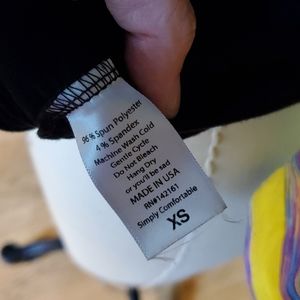 96% Spun Polyester
4% Spandex
Machine Wash Cold
Gentle Cycle
Do Not Bleach
Hang Dry
or you'll be sad
MADE IN USA
RN#142161
Simply Comfortable
XS